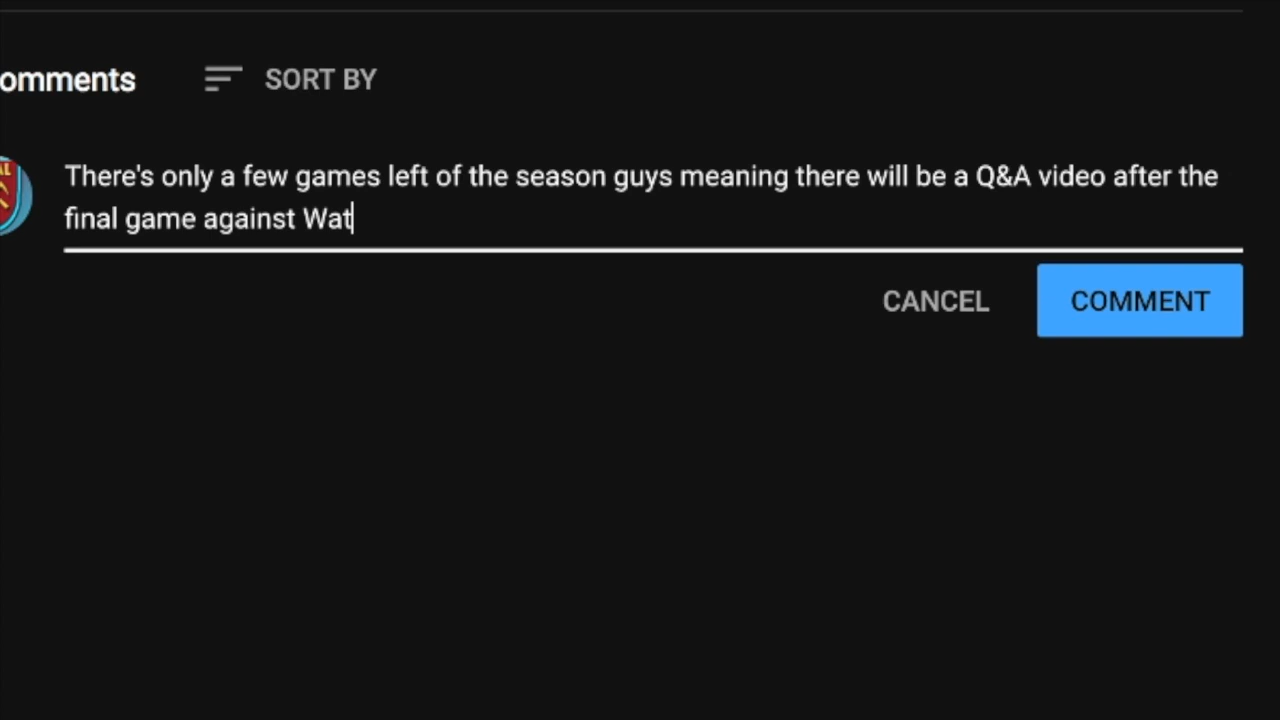 omments
SORT BY
AL
There's only a few games left of the season guys meaning there will be a Q&A video after the
final game against Wat
CANCEL
COMMENT